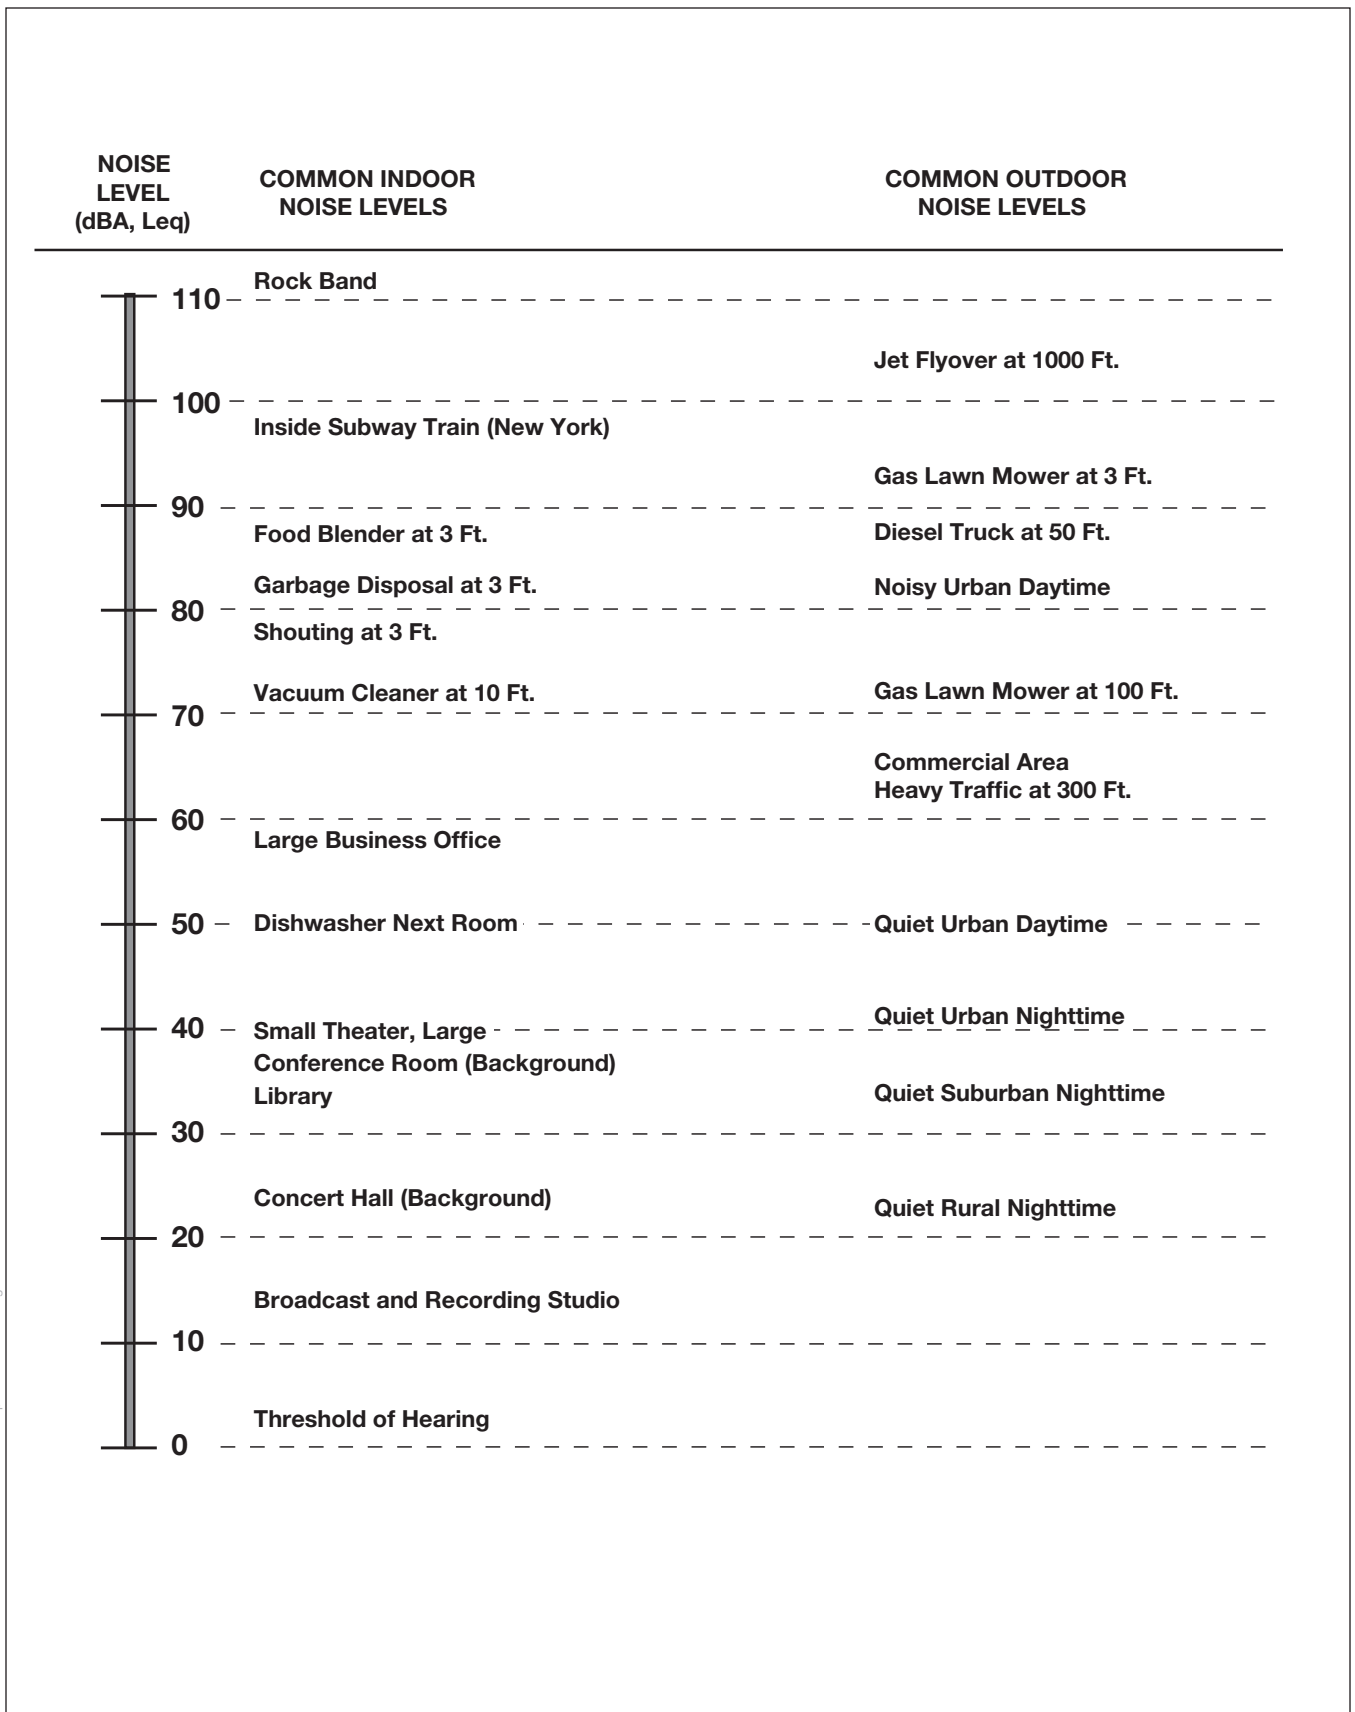 NOISE
LEVEL
(dBA, Leq)
COMMON INDOOR
NOISE LEVELS
COMMON OUTDOOR
NOISE LEVELS
Rock Band
110
Jet Flyover at 1000 Ft.
100
Inside Subway Train (New York)
Gas Lawn Mower at 3 Ft.
90
Food Blender at 3 Ft.
Diesel Truck at 50 Ft.
Garbage Disposal at 3 Ft.
Noisy Urban Daytime
80
Shouting at 3 Ft.
Vacuum Cleaner at 10 Ft.
Gas Lawn Mower at 100 Ft.
70
Commercial Area
Heavy Traffic at 300 Ft.
60
Large Business Office
50
Dishwasher Next Room
Quiet Urban Daytime
Quiet Urban Nighttime
40
Small Theater, Large
Conference Room (Background)
Library
Quiet Suburban Nighttime
30
Concert Hall (Background)
Quiet Rural Nighttime
20
Broadcast and Recording Studio
10
Threshold of Hearing
0